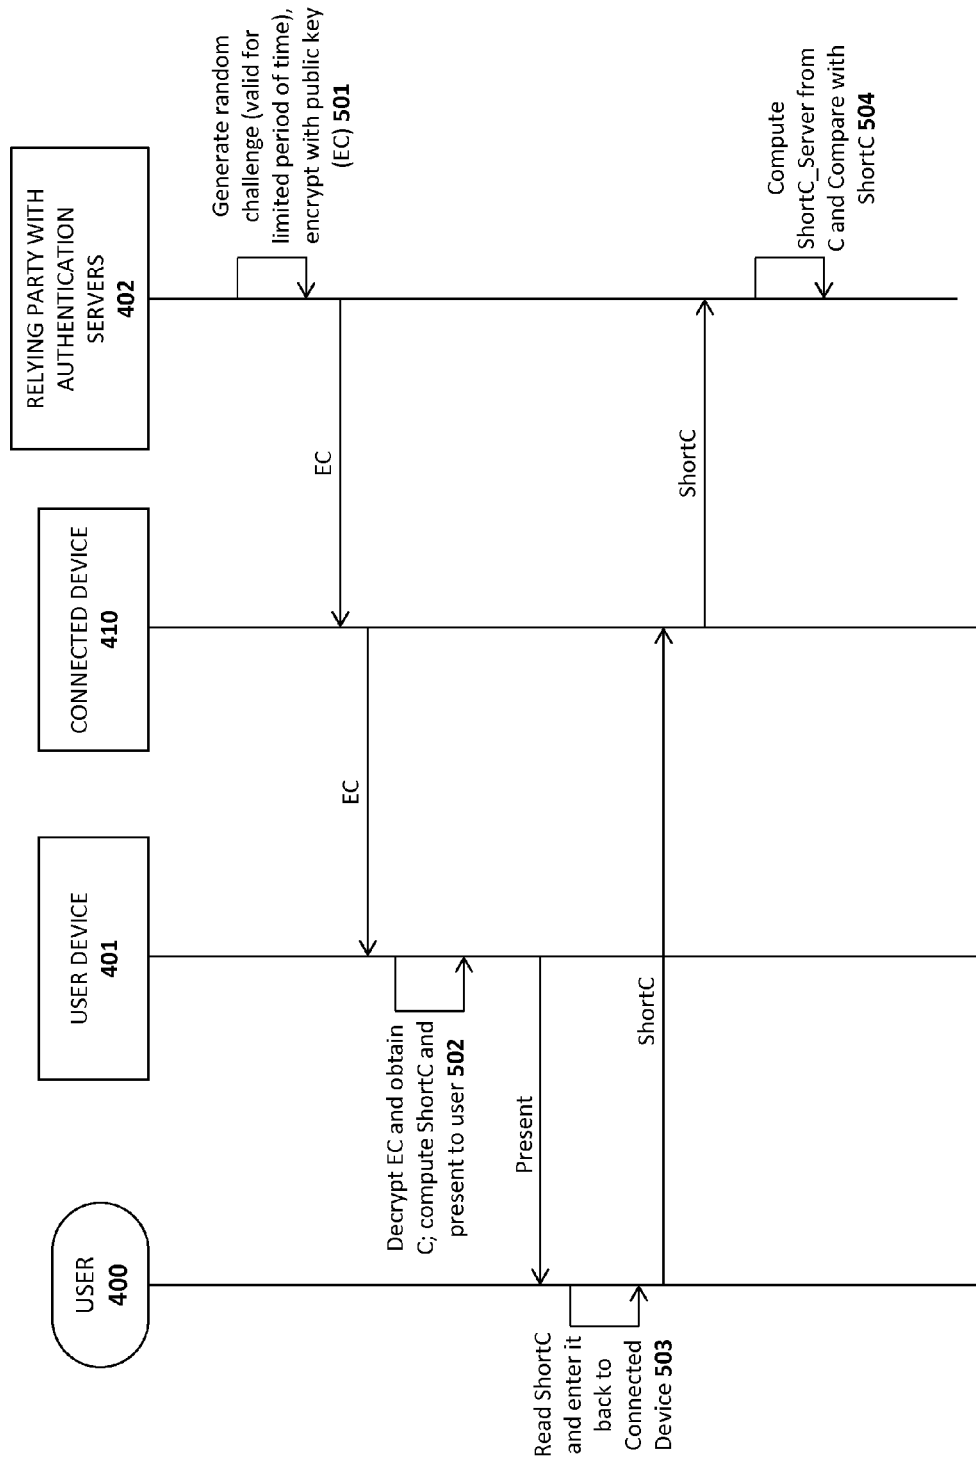 USER
400
USER DEVICE
401
CONNECTED DEVICE
410
RELYING PARTY WITH
AUTHENTICATION
SERVERS
402
Generate random
challenge (valid for
limited period of time),
encrypt with public key
(EC) 501
EC
EC
Decrypt EC and obtain
C; compute ShortC and
present to user 502
Present
Read ShortC
and enter it
back to
Connected
Device 503
ShortC
ShortC
Compute
ShortC_Server from
C and Compare with
ShortC 504